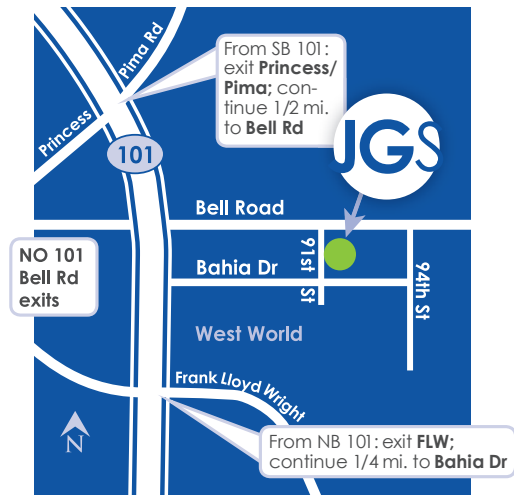 Princess
Pima Rd
From SB 101:
exit Princess/
Pima; con-
tinue 1/2 mi.
to Bell Rd
JGS
101
Bell Road
NO 101
Bell Rd
exits
Bahia Dr
91st St
94th St
West World
Frank Lloyd Wright
N
From NB 101: exit FLW;
continue 1/4 mi. to Bahia Dr